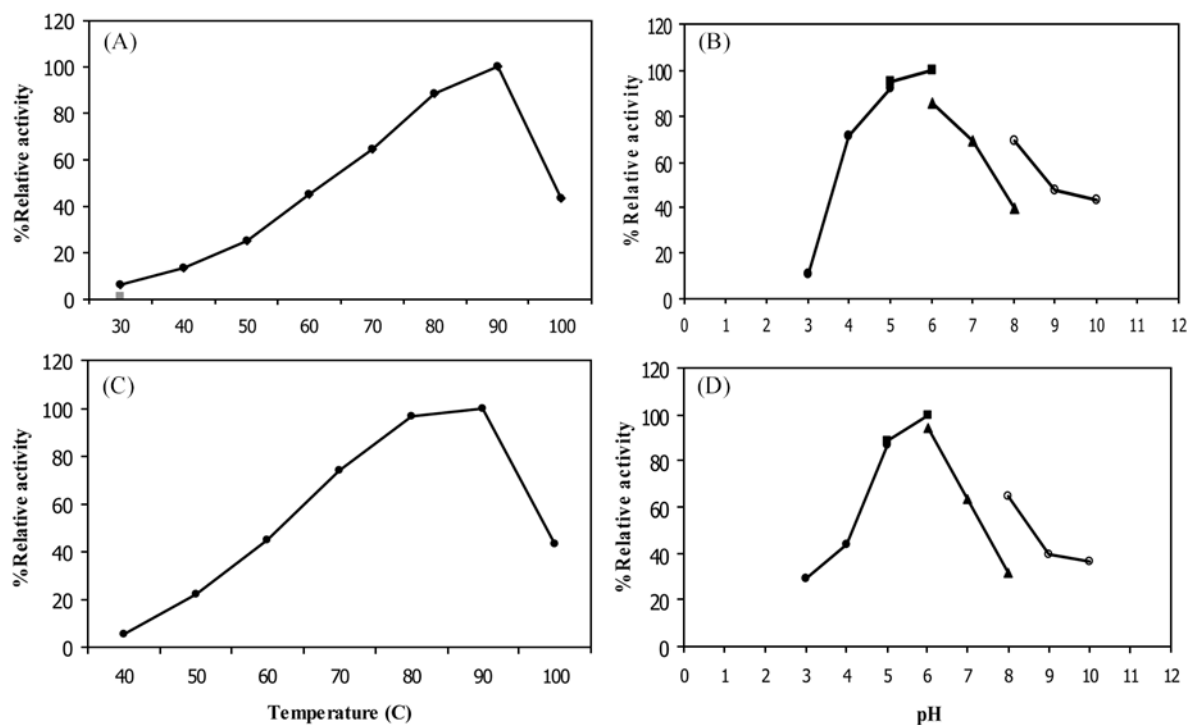 (A)
%Relative activity
120
100
80
60
40
20
0
30 40 50 60 70 80 90 100
(B)
% Relative activity
120
100
80
60
40
20
0
0 1 2 3 4 5 6 7 8 9 10 11 12
(C)
%Relative activity
120
100
80
60
40
20
0
40 50 60 70 80 90 100
Temperature (C)
(D)
% Relative activity
120
100
80
60
40
20
0
0 1 2 3 4 5 6 7 8 9 10 11 12
pH